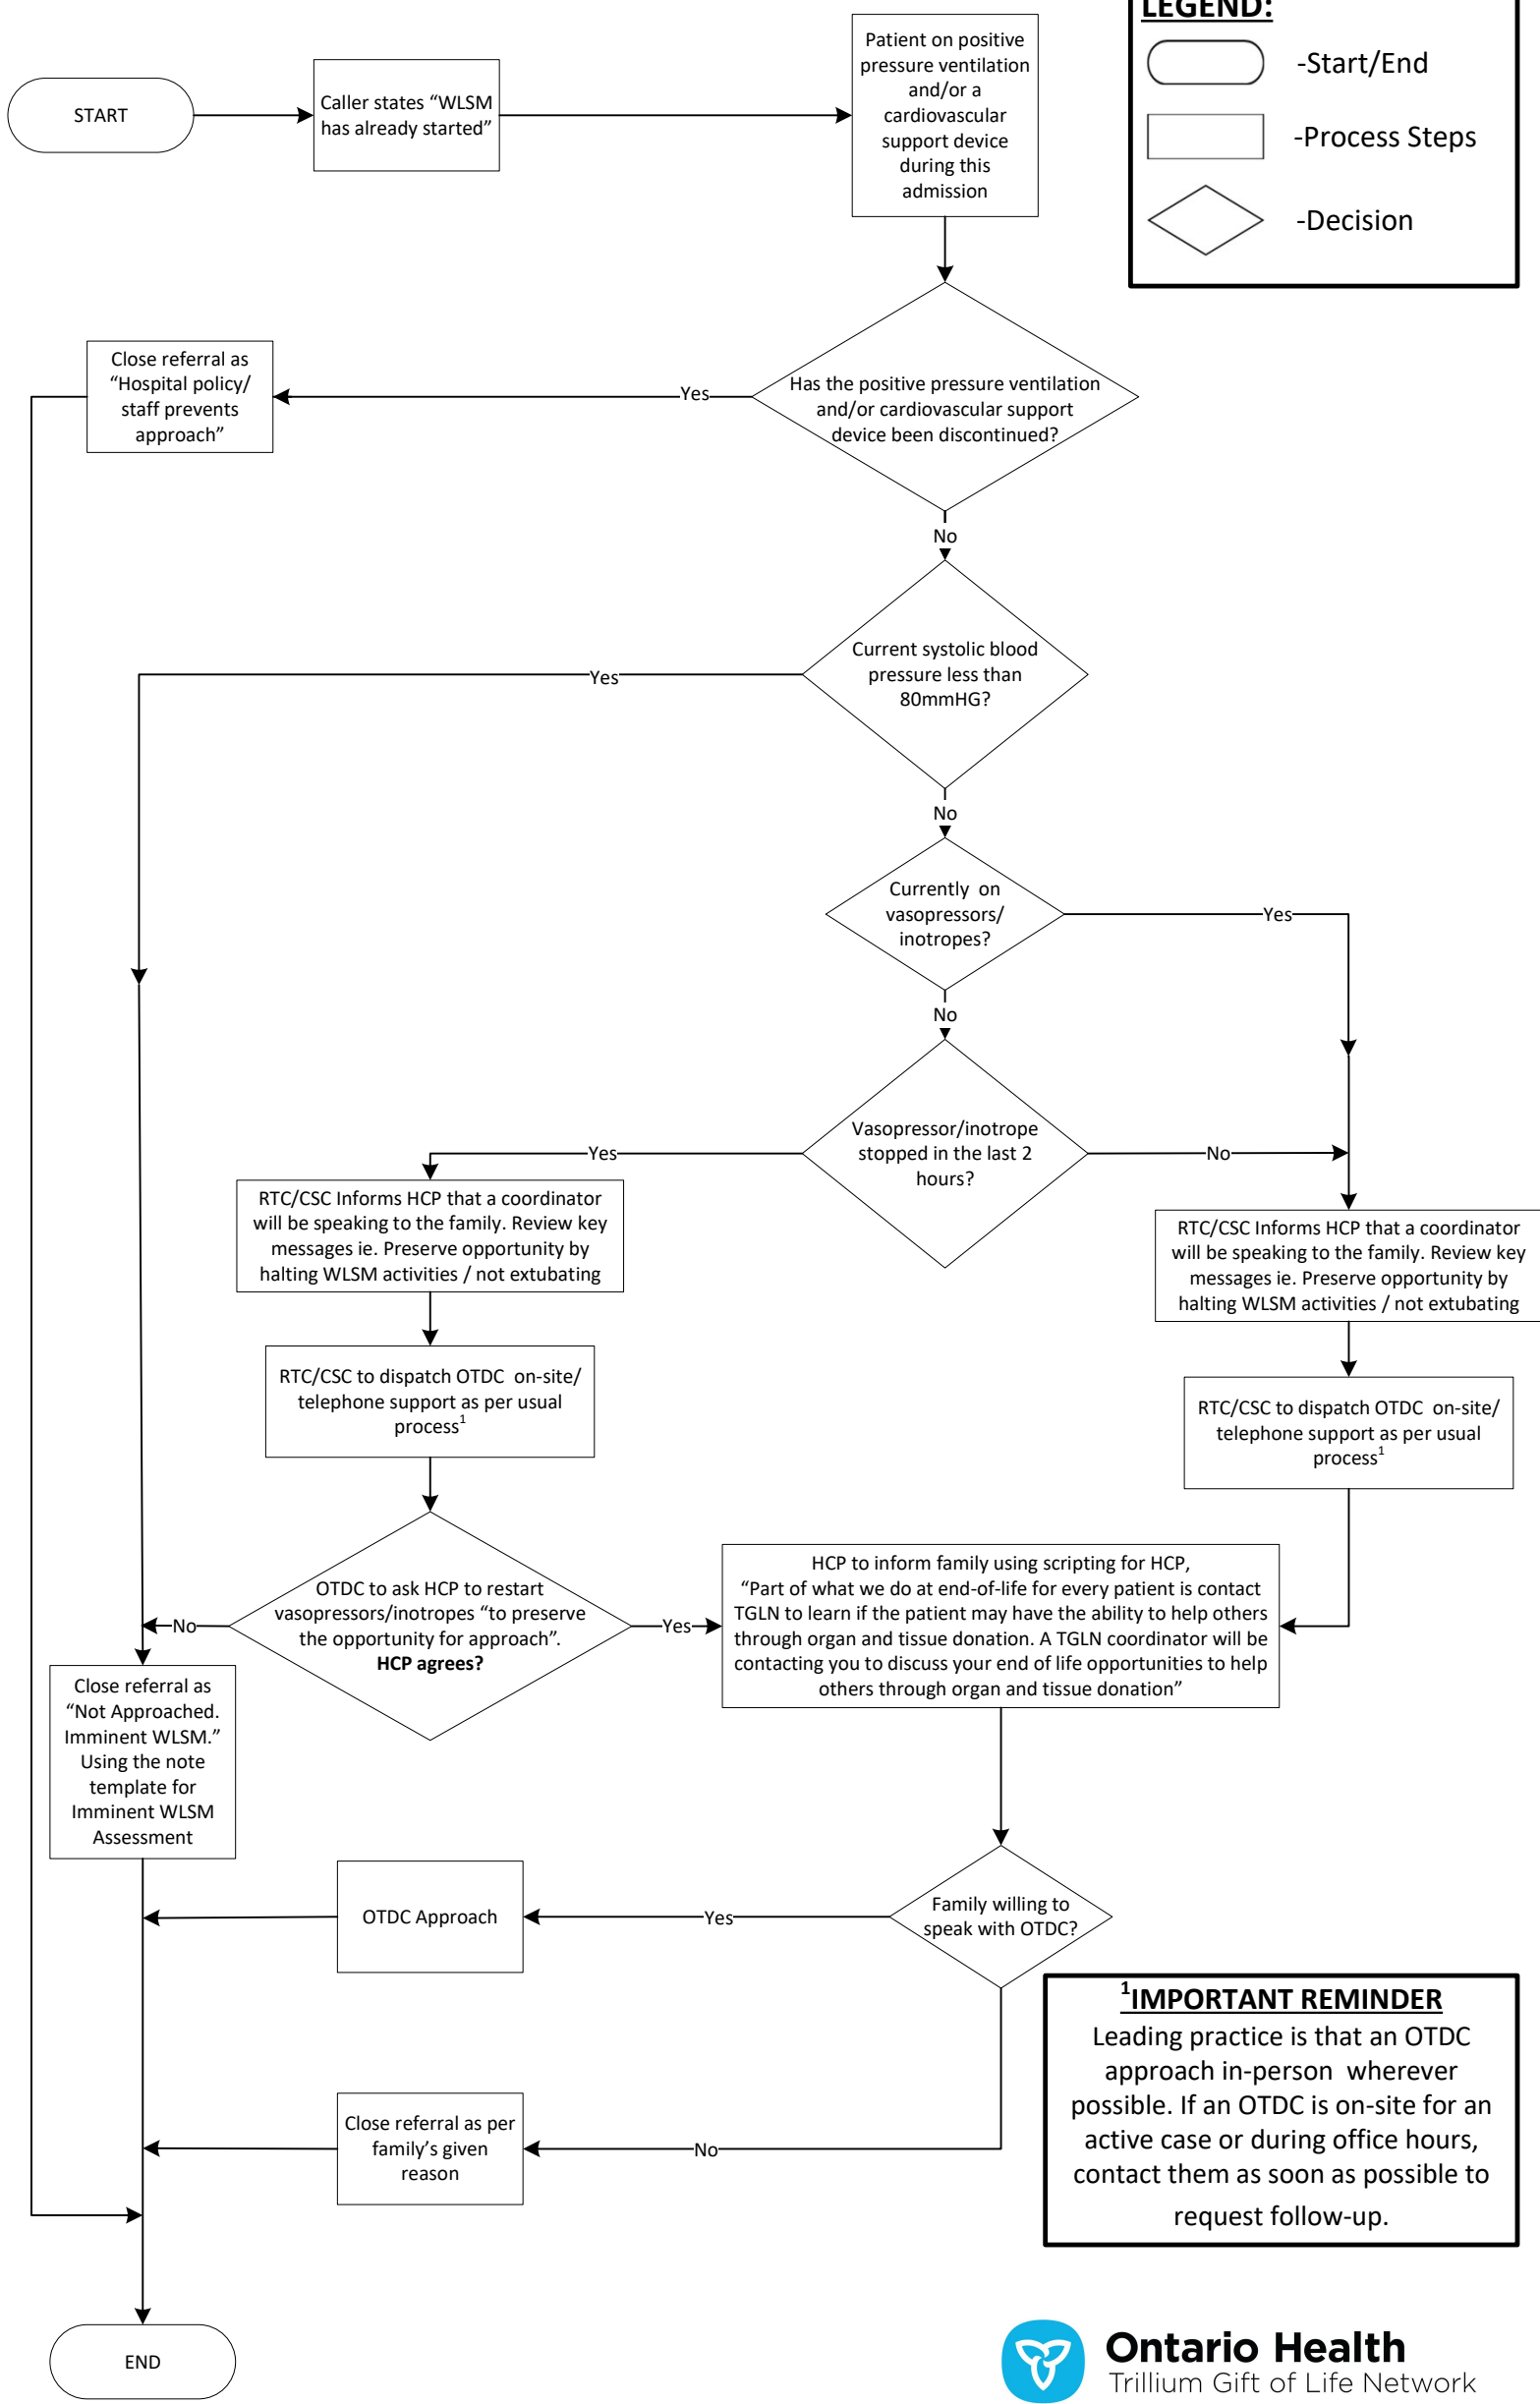 LEGEND:
-Start/End
-Process Steps
-Decision
START
Caller states “WLSM
has already started”
Patient on positive
pressure ventilation
and/or a
cardiovascular
support device
during this
admission
Has the positive pressure ventilation
and/or cardiovascular support
device been discontinued?
Yes
Close referral as
“Hospital policy/
staff prevents
approach”
No
Current systolic blood
pressure less than
80mmHG?
Yes
No
Currently on
vasopressors/
inotropes?
Yes
No
Vasopressor/inotrope
stopped in the last 2
hours?
Yes
No
RTC/CSC Informs HCP that a coordinator
will be speaking to the family. Review key
messages ie. Preserve opportunity by
halting WLSM activities / not extubating
RTC/CSC Informs HCP that a coordinator
will be speaking to the family. Review key
messages ie. Preserve opportunity by
halting WLSM activities / not extubating
RTC/CSC to dispatch OTDC on-site/
telephone support as per usual
process1
RTC/CSC to dispatch OTDC on-site/
telephone support as per usual
process1
OTDC to ask HCP to restart
vasopressors/inotropes “to preserve
the opportunity for approach”.
HCP agrees?
No
Yes
HCP to inform family using scripting for HCP,
“Part of what we do at end-of-life for every patient is contact
TGLN to learn if the patient may have the ability to help others
through organ and tissue donation. A TGLN coordinator will be
contacting you to discuss your end of life opportunities to help
others through organ and tissue donation”
Close referral as
“Not Approached.
Imminent WLSM.”
Using the note
template for
Imminent WLSM
Assessment
Family willing to
speak with OTDC?
Yes
OTDC Approach
No
Close referral as per
family’s given
reason
1IMPORTANT REMINDER
Leading practice is that an OTDC
approach in-person wherever
possible. If an OTDC is on-site for an
active case or during office hours,
contact them as soon as possible to
request follow-up.
END
Ontario Health
Trillium Gift of Life Network